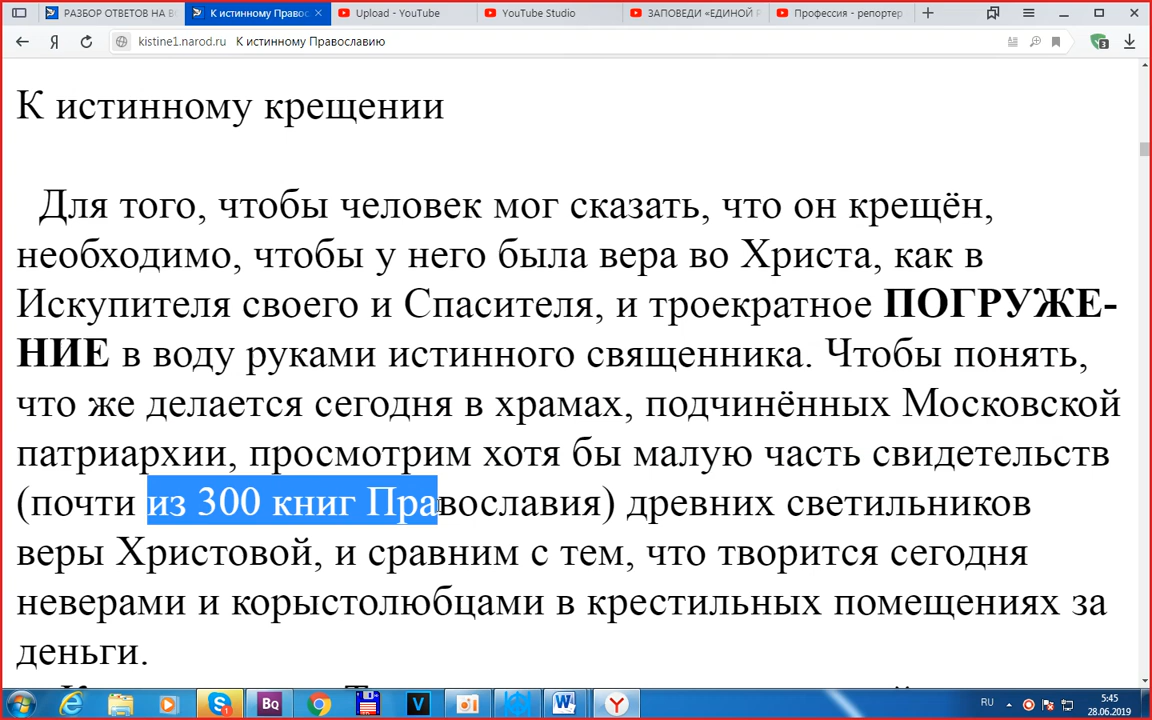 РАЗБОР ОТВЕТОВ НА В
К истинному Правос
Upload - YouTube
YouTube Studio
ЗАПОВЕДИ «ЕДИНОЙ Р
Профессия - репортер
kistine1.narod.ru К истинному Православию
3
К истинному крещении
Для того, чтобы человек мог сказать, что он крещён,
необходимо, чтобы у него была вера во Христа, как в
Искупителя своего и Спасителя, и троекратное ПОГРУЖЕ-
НИЕ в воду руками истинного священника. Чтобы понять,
что же делается сегодня в храмах, подчинённых Московской
патриархии, просмотрим хотя бы малую часть свидетельств
(почти из 300 книг Православия) древних светильников
веры Христовой, и сравним с тем, что творится сегодня
неверами и корыстолюбцами в крестильных помещениях за
деньги.
RU
5:45
28.06.2019